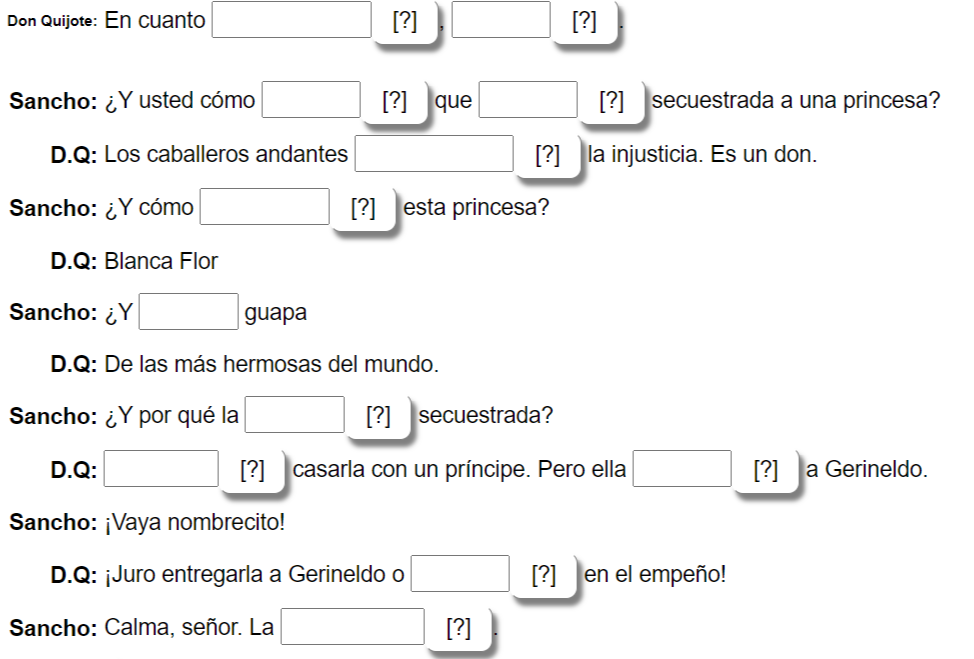 Don Quijote: En cuanto [?], [?].
Sancho: ¿Y usted cómo [?] que [?] secuestrada a una princesa?
D.Q: Los caballeros andantes [?] la injusticia. Es un don.
Sancho: ¿Y cómo [?] esta princesa?
D.Q: Blanca Flor
Sancho: ¿Y guapa
D.Q: De las más hermosas del mundo.
Sancho: ¿Y por qué la [?] secuestrada?
D.Q: [?] casarla con un príncipe. Pero ella [?] a Gerineldo.
Sancho: ¡Vaya nombrecito!
D.Q: ¡Juro entregarla a Gerineldo o [?] en el empeño!
Sancho: Calma, señor. La [?].